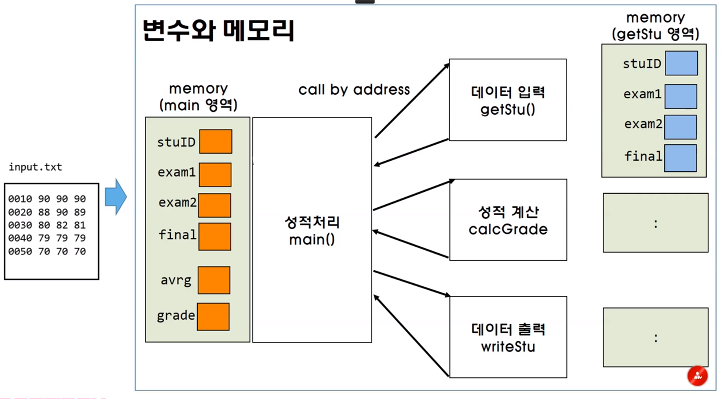 변수와 메모리
memory
(main 영역)
call by address
데이터 입력
getStu()
memory
(getStu 영역)
stuID
exam1
exam2
final
input.txt
0010 90 90 90
0020 88 90 89
0030 80 82 81
0040 79 79 79
0050 70 70 70
stuID
exam1
exam2
final
avrg
grade
성적처리
main()
성적 계산
calcGrade
:
데이터 출력
writeStu
: